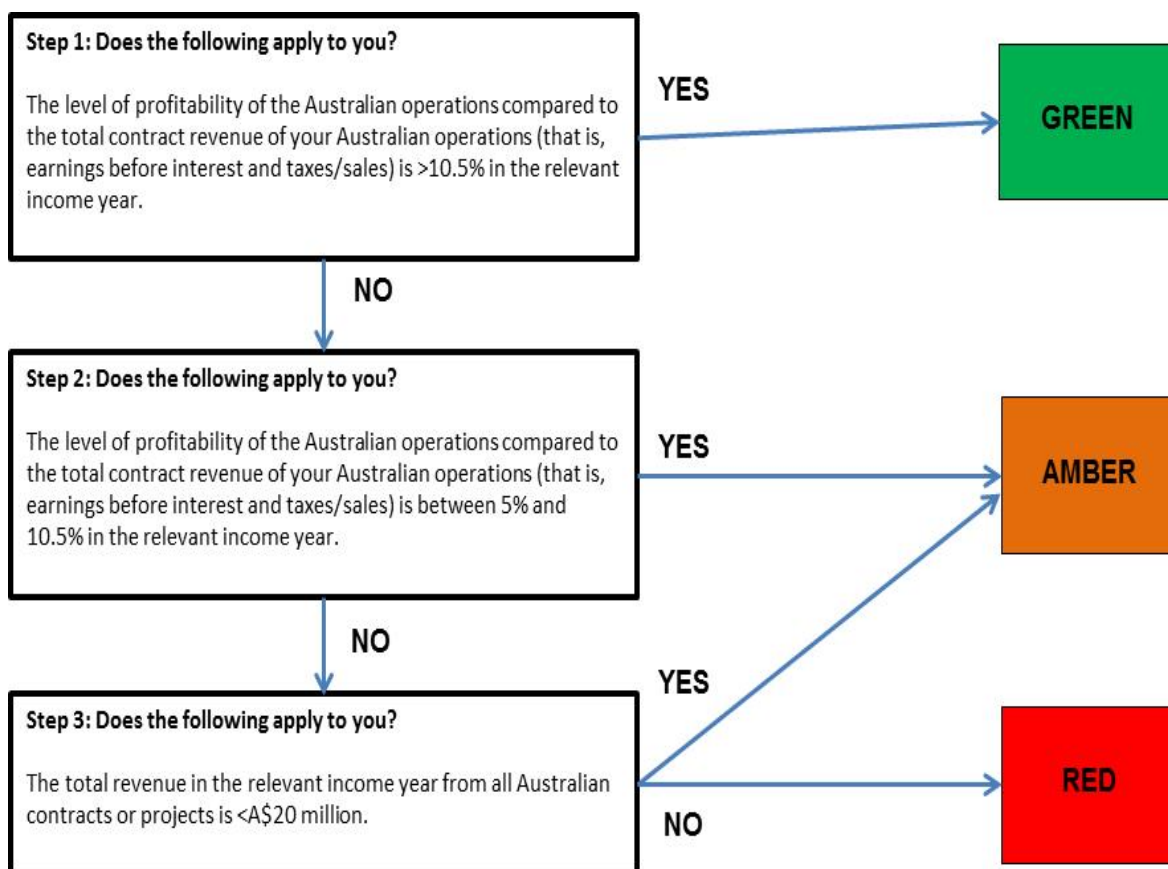 Step 1: Does the following apply to you?
The level of profitability of the Australian operations compared to
the total contract revenue of your Australian operations (that is,
earnings before interest and taxes/sales) is >10.5% in the relevant
income year.
YES
GREEN
NO
Step 2: Does the following apply to you?
The level of profitability of the Australian operations compared to
the total contract revenue of your Australian operations (that is,
earnings before interest and taxes/sales) is between 5% and
10.5% in the relevant income year.
YES
AMBER
NO
Step 3: Does the following apply to you?
The total revenue in the relevant income year from all Australian
contracts or projects is <A$20 million.
YES
RED
NO